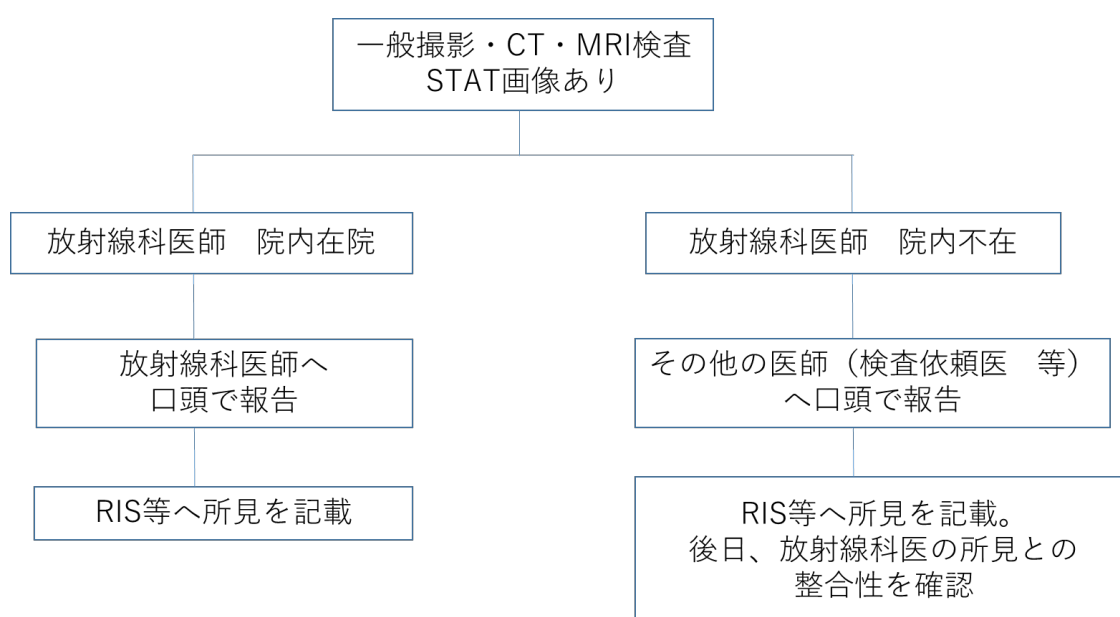 一般撮影・CT・MRI検査
STAT画像あり
放射線科医師　院内在院
放射線科医師　院内不在
放射線科医師へ
口頭で報告
その他の医師（検査依頼医　等）
へ口頭で報告
RIS等へ所見を記載
RIS等へ所見を記載。
後日、放射線科医の所見との
整合性を確認